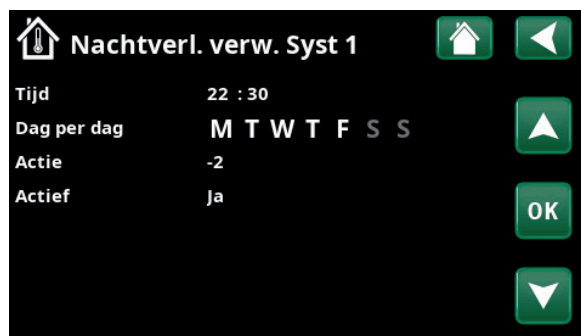 Nachtverl. verw. Syst 1
Tijd 22 : 30
Dag per dag M T W T F S S
Actie -2
Actief Ja
OK